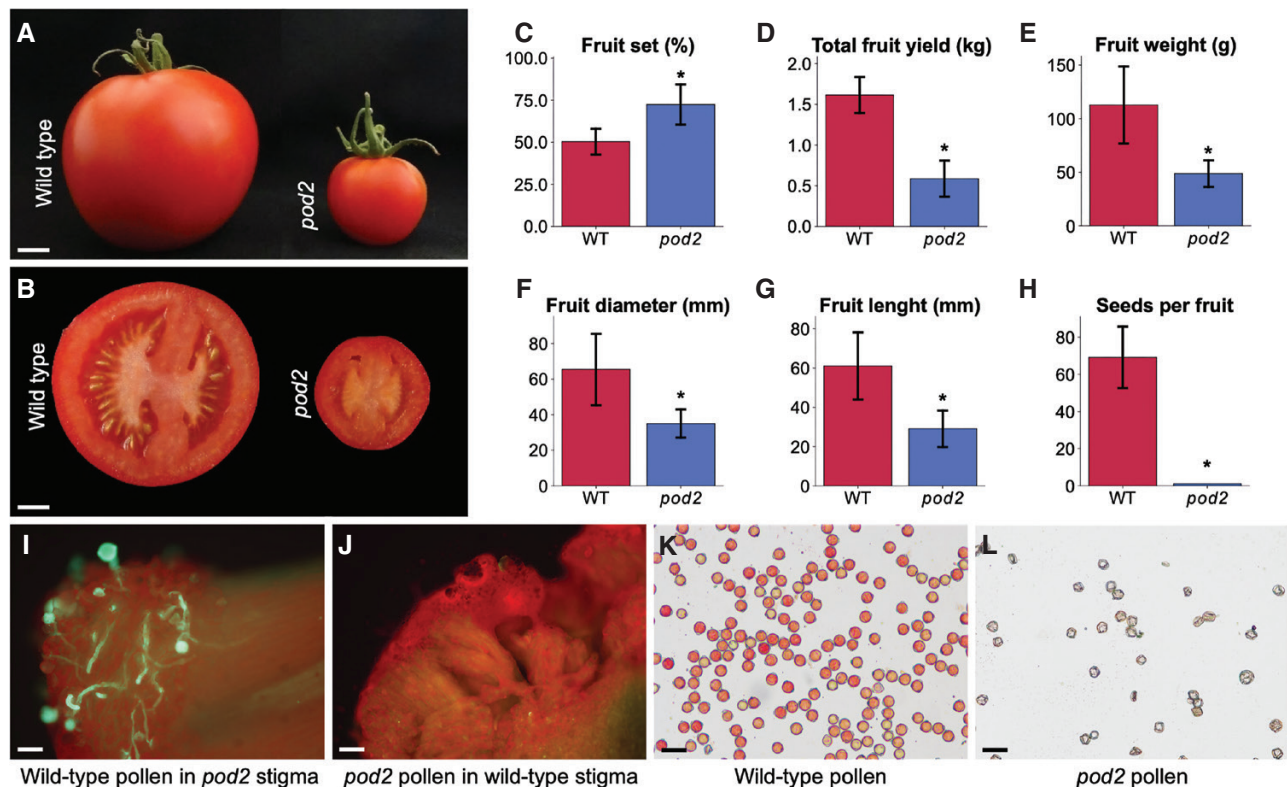 A
Wild type
pod2
B
Wild type
pod2
C
Fruit set (%)
100.0
75.0
50.0
25.0
0.0
*
WT
pod2
D
Total fruit yield (kg)
2.0
1.5
1.0
0.5
0.0
*
WT
pod2
E
Fruit weight (g)
150
100
50
0
*
WT
pod2
F
Fruit diameter (mm)
80
60
40
20
0
*
WT
pod2
G
Fruit lenght (mm)
80
60
40
20
0
*
WT
pod2
H
Seeds per fruit
80
60
40
20
0
*
WT
pod2
I
Wild-type pollen in pod2 stigma
J
pod2 pollen in wild-type stigma
K
Wild-type pollen
L
pod2 pollen